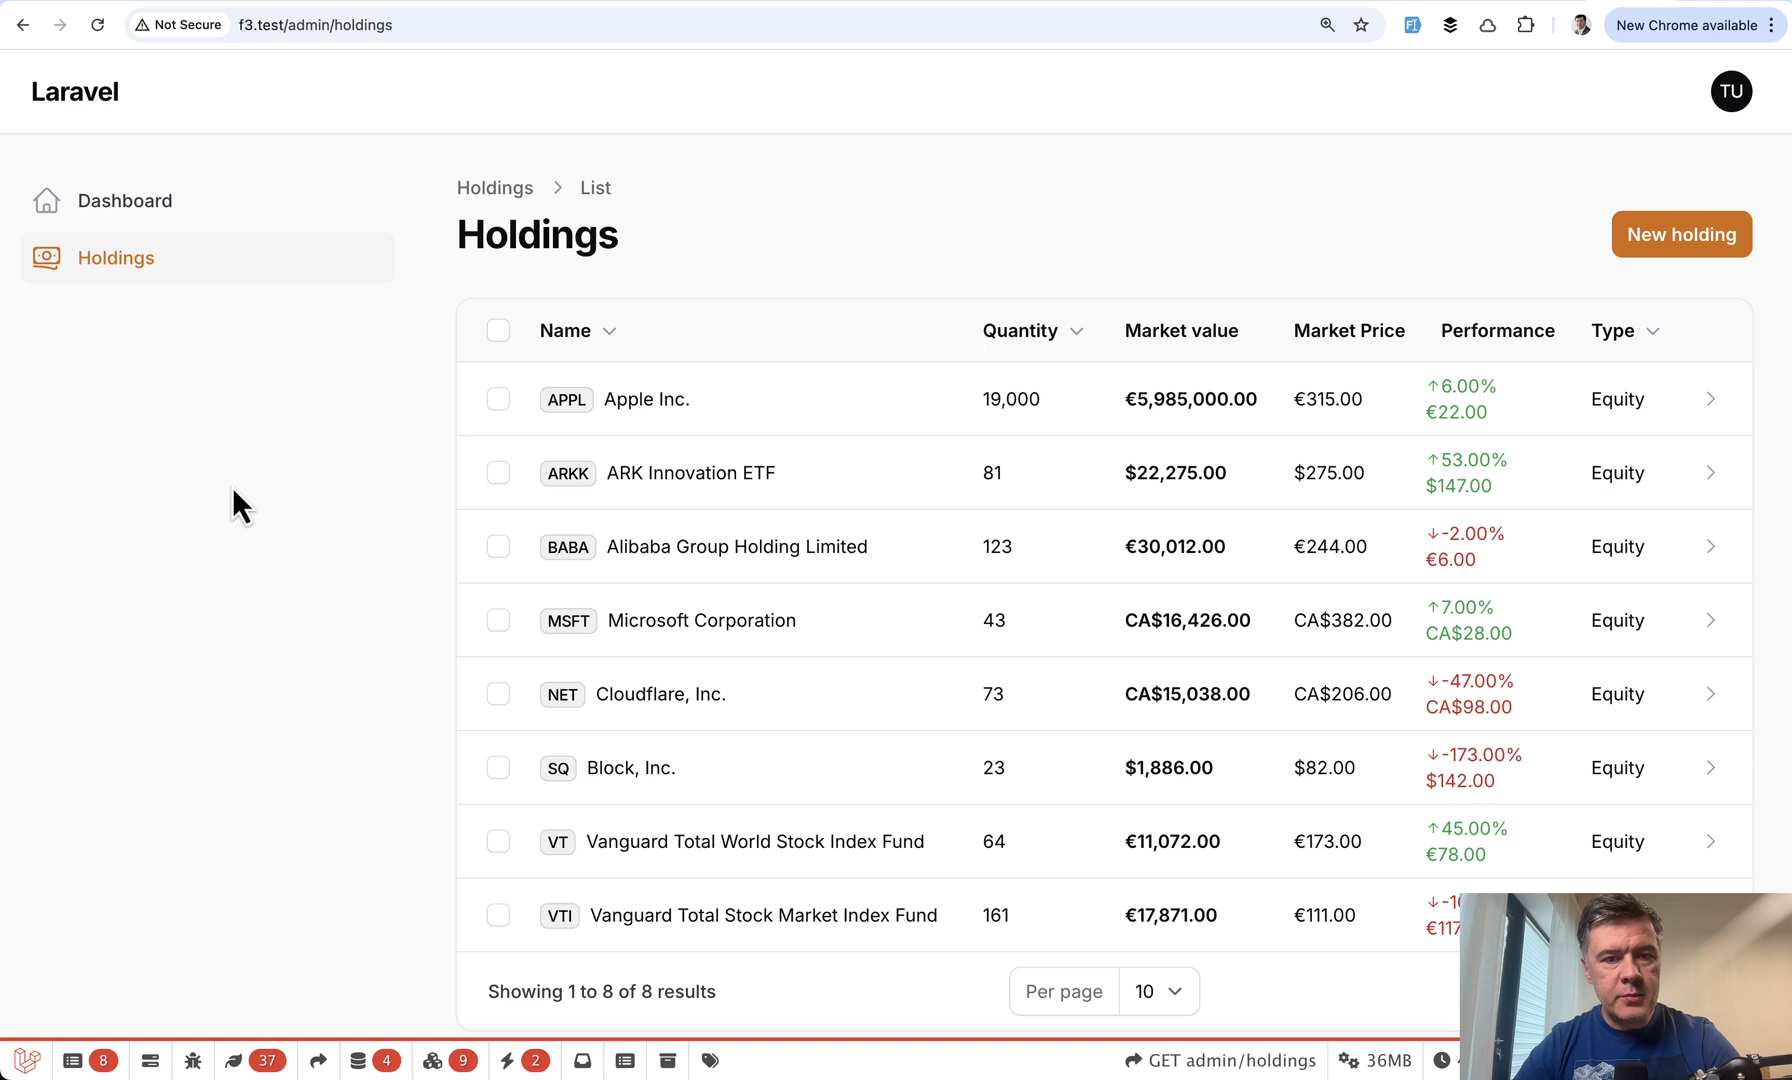 Not Secure f3.test/admin/holdings New Chrome available
Laravel
TU
Dashboard
Holdings
Holdings List
Holdings
New holding
Name Quantity Market value Market Price Performance Type
APPL Apple Inc. 19,000 €5,985,000.00 €315.00 ↑6.00% Equity
€22.00
ARKK ARK Innovation ETF 81 $22,275.00 $275.00 ↑53.00% Equity
$147.00
BABA Alibaba Group Holding Limited 123 €30,012.00 €244.00 ↓-2.00% Equity
€6.00
MSFT Microsoft Corporation 43 CA$16,426.00 CA$382.00 ↑7.00% Equity
CA$28.00
NET Cloudflare, Inc. 73 CA$15,038.00 CA$206.00 ↓-47.00% Equity
CA$98.00
SQ Block, Inc. 23 $1,886.00 $82.00 ↓-173.00% Equity
$142.00
VT Vanguard Total World Stock Index Fund 64 €11,072.00 €173.00 ↑45.00% Equity
€78.00
VTI Vanguard Total Stock Market Index Fund 161 €17,871.00 €111.00
€117
Showing 1 to 8 of 8 results Per page 10
8 37 4 9 2 GET admin/holdings 36MB